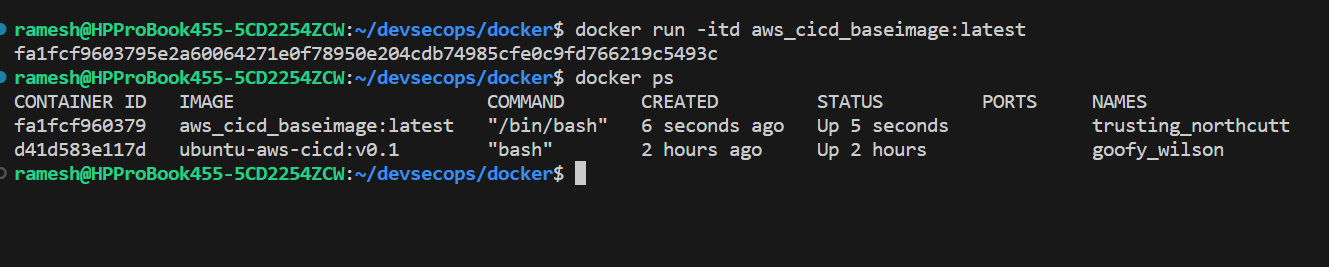 ramesh@HPProBook455-5CD2254ZCW:~/devsecops/docker$ docker run -itd aws_cicd_baseimage:latest
fa1fcf9603795e2a60064271e0f78950e204cdb74985cfe0c9fd766219c5493c
ramesh@HPProBook455-5CD2254ZCW:~/devsecops/docker$ docker ps
CONTAINER ID   IMAGE                       COMMAND       CREATED         STATUS         PORTS     NAMES
fa1fcf960379   aws_cicd_baseimage:latest   "/bin/bash"   6 seconds ago   Up 5 seconds             trusting_northcutt
d41d583e117d   ubuntu-aws-cicd:v0.1        "bash"        2 hours ago     Up 2 hours               goofy_wilson
ramesh@HPProBook455-5CD2254ZCW:~/devsecops/docker$